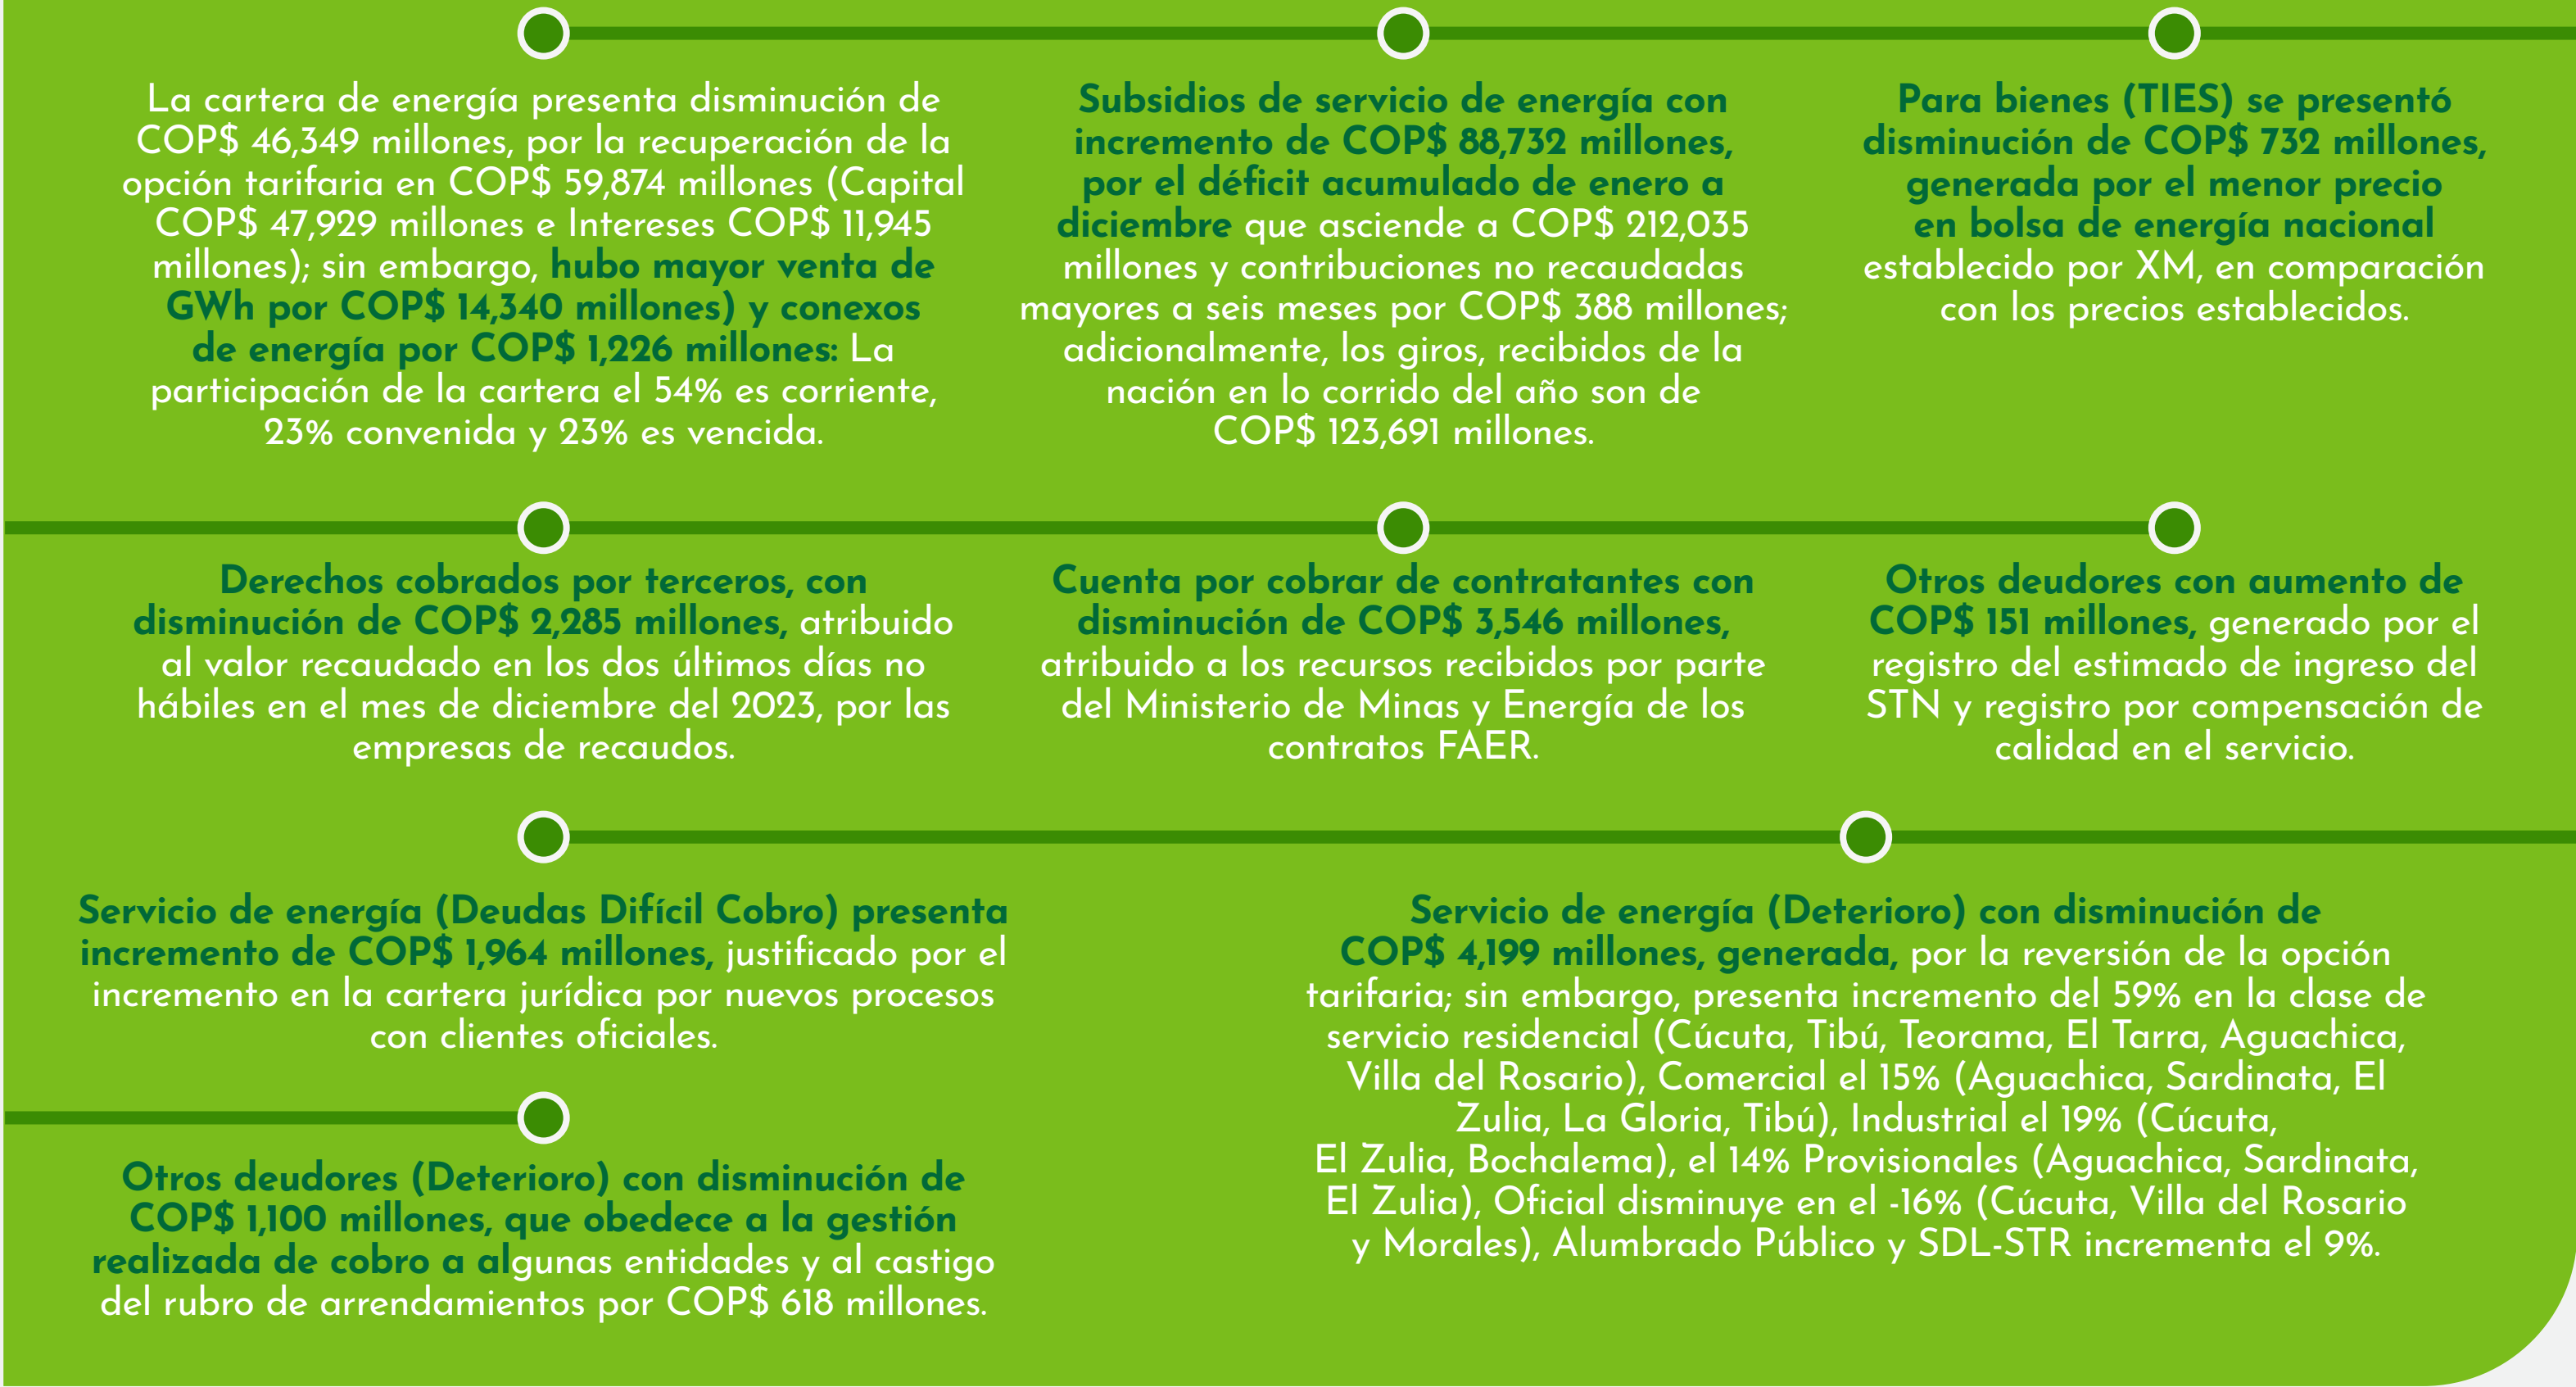 La cartera de energía presenta disminución de
COP$ 46,349 millones, por la recuperación de la
opción tarifaria en COP$ 59,874 millones (Capital
COP$ 47,929 millones e Intereses COP$ 11,945
millones); sin embargo, hubo mayor venta de
GWh por COP$ 14,340 millones) y conexos
de energía por COP$ 1,226 millones: La
participación de la cartera el 54% es corriente,
23% convenida y 23% es vencida.
Subsidios de servicio de energía con
incremento de COP$ 88,732 millones,
por el déficit acumulado de enero a
diciembre que asciende a COP$ 212,035
millones y contribuciones no recaudadas
mayores a seis meses por COP$ 388 millones;
adicionalmente, los giros, recibidos de la
nación en lo corrido del año son de
COP$ 123,691 millones.
Para bienes (TIES) se presentó
disminución de COP$ 732 millones,
generada por el menor precio
en bolsa de energía nacional
establecido por XM, en comparación
con los precios establecidos.
Derechos cobrados por terceros, con
disminución de COP$ 2,285 millones, atribuido
al valor recaudado en los dos últimos días no
hábiles en el mes de diciembre del 2023, por las
empresas de recaudos.
Cuenta por cobrar de contratantes con
disminución de COP$ 3,546 millones,
atribuido a los recursos recibidos por parte
del Ministerio de Minas y Energía de los
contratos FAER.
Otros deudores con aumento de
COP$ 151 millones, generado por el
registro del estimado de ingreso del
STN y registro por compensación de
calidad en el servicio.
Servicio de energía (Deudas Difícil Cobro) presenta
incremento de COP$ 1,964 millones, justificado por el
incremento en la cartera jurídica por nuevos procesos
con clientes oficiales.
Servicio de energía (Deterioro) con disminución de
COP$ 4,199 millones, generada, por la reversión de la opción
tarifaria; sin embargo, presenta incremento del 59% en la clase de
servicio residencial (Cúcuta, Tibú, Teorama, El Tarra, Aguachica,
Villa del Rosario), Comercial el 15% (Aguachica, Sardinata, El
Zulia, La Gloria, Tibú), Industrial el 19% (Cúcuta,
El Zulia, Bochalema), el 14% Provisionales (Aguachica, Sardinata,
El Zulia), Oficial disminuye en el -16% (Cúcuta, Villa del Rosario
y Morales), Alumbrado Público y SDL-STR incrementa el 9%.
Otros deudores (Deterioro) con disminución de
COP$ 1,100 millones, que obedece a la gestión
realizada de cobro a algunas entidades y al castigo
del rubro de arrendamientos por COP$ 618 millones.